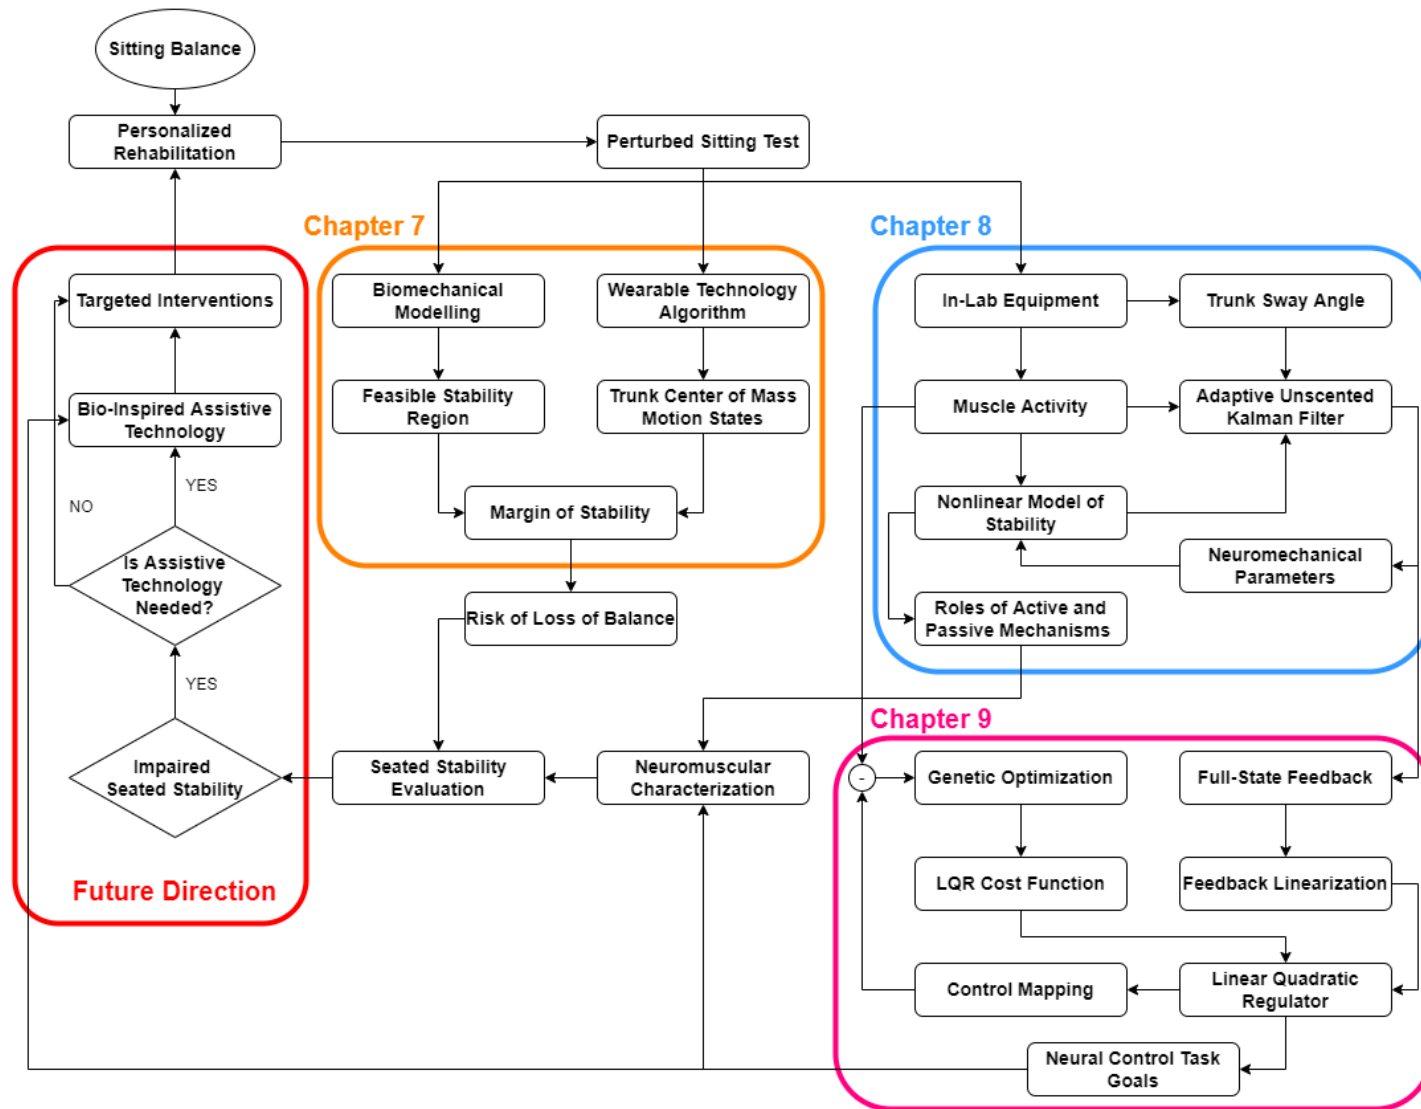 Sitting Balance
Personalized
Rehabilitation
Perturbed Sitting Test
Chapter 7
Chapter 8
Targeted Interventions
Biomechanical
Modelling
Wearable Technology
Algorithm
In-Lab Equipment
Trunk Sway Angle
Bio-Inspired Assistive
Technology
Feasible Stability
Region
Trunk Center of Mass
Motion States
Muscle Activity
Adaptive Unscented
Kalman Filter
YES
NO
Margin of Stability
Nonlinear Model of
Stability
Is Assistive
Technology
Needed?
Neuromechanical
Parameters
Risk of Loss of Balance
Roles of Active and
Passive Mechanisms
YES
Chapter 9
Impaired
Seated Stability
Seated Stability
Evaluation
Neuromuscular
Characterization
-
Genetic Optimization
Full-State Feedback
Future Direction
LQR Cost Function
Feedback Linearization
Control Mapping
Linear Quadratic
Regulator
Neural Control Task
Goals